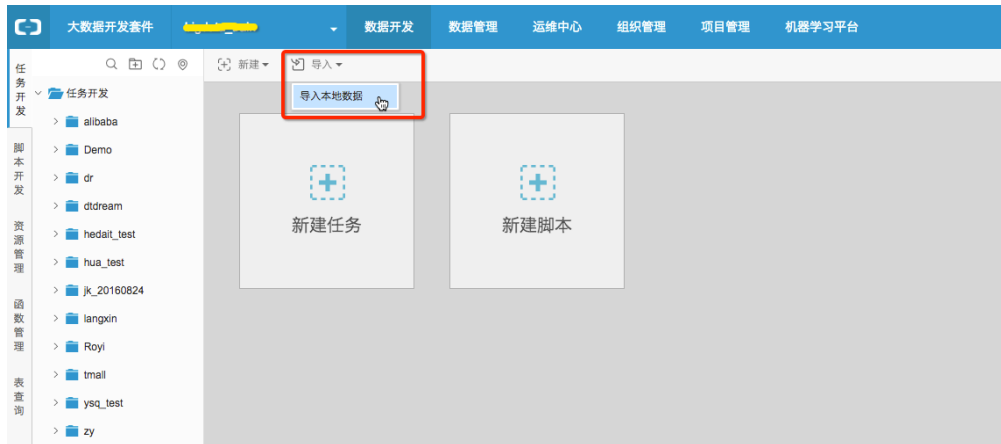 大数据开发套件
数据开发
数据管理
运维中心
组织管理
项目管理
机器学习平台
任务开发
脚本开发
资源管理
函数管理
表查询
任务开发
alibaba
Demo
dr
dtdream
hedait_test
hua_test
jk_20160824
langxin
Royi
tmall
ysq_test
zy
新建
导入
导入本地数据
新建任务
新建脚本